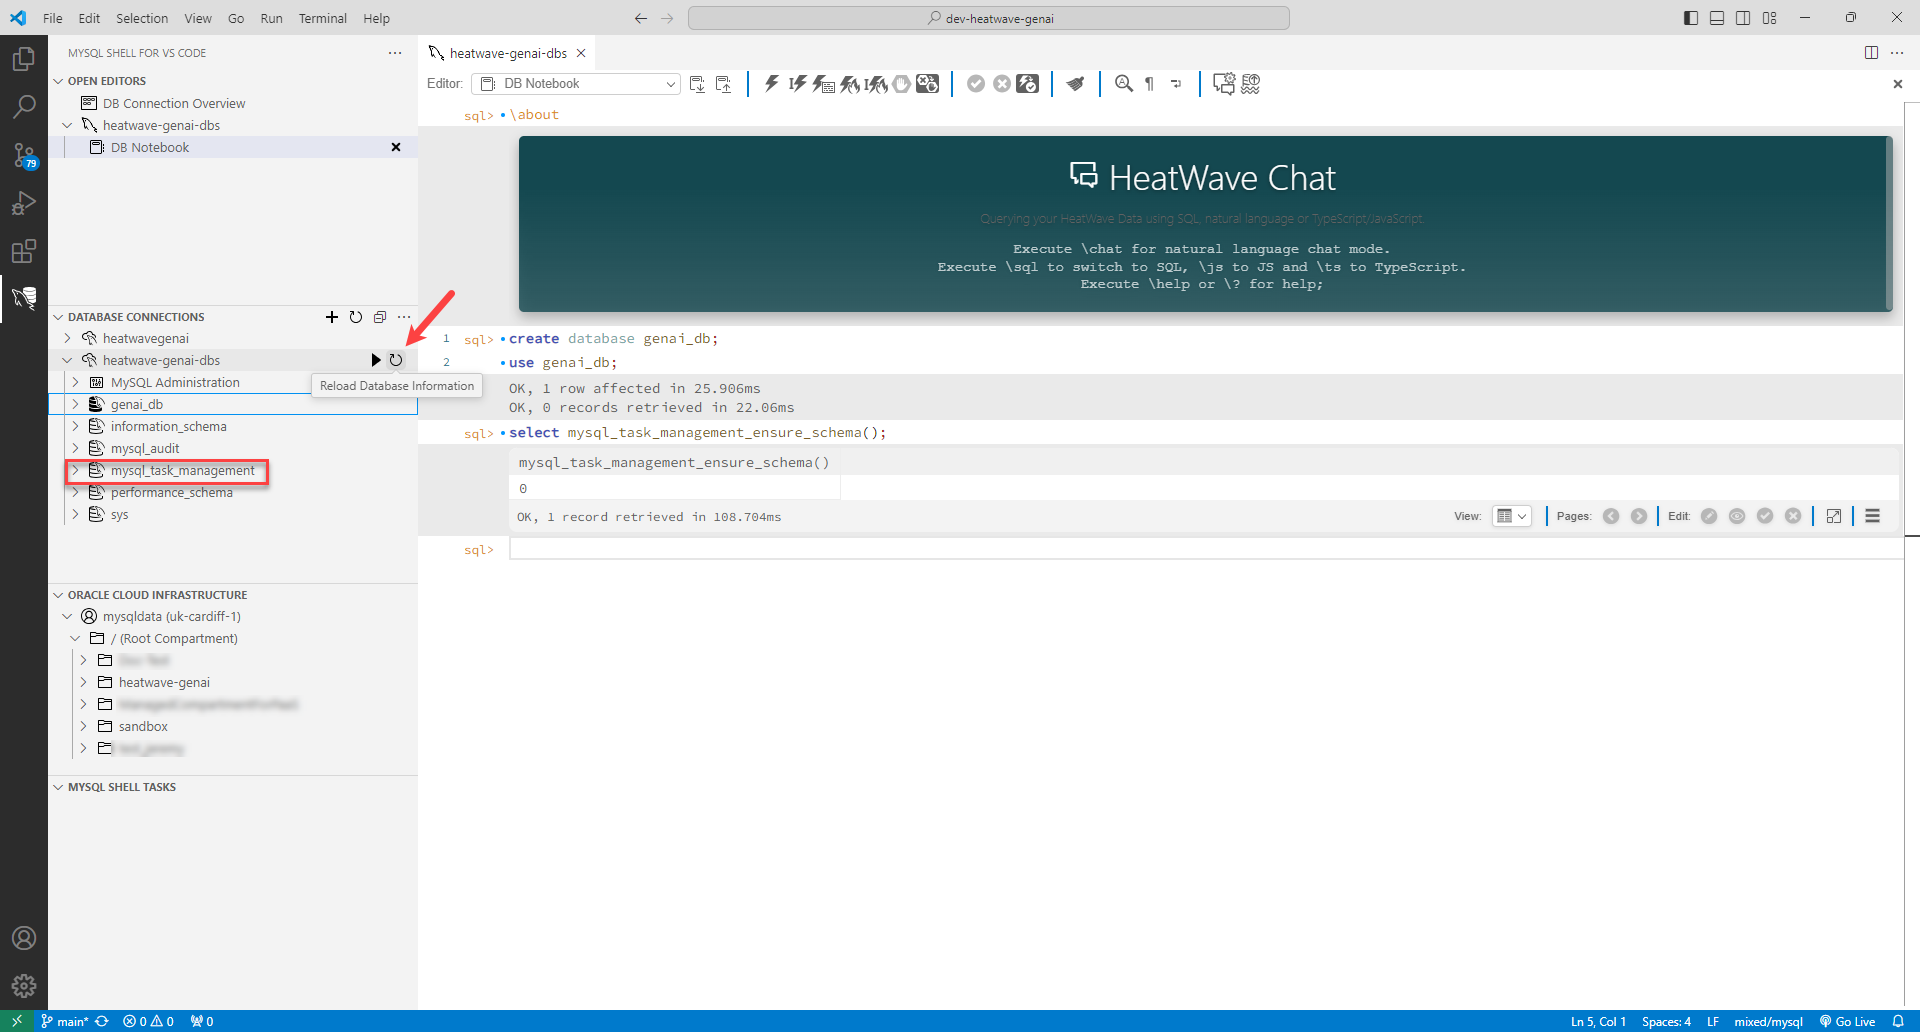 File Edit Selection View Go Run Terminal Help
dev-heatwave-genai
MYSQL SHELL FOR VS CODE
OPEN EDITORS
DB Connection Overview
heatwave-genai-dbs
DB Notebook
79
DATABASE CONNECTIONS
heatwavegenai
heatwave-genai-dbs
Reload Database Information
MySQL Administration
genai_db
information_schema
mysql_audit
mysql_task_management
performance_schema
sys
ORACLE CLOUD INFRASTRUCTURE
mysqldata (uk-cardiff-1)
/ (Root Compartment)
heatwave-genai
sandbox
MYSQL SHELL TASKS
heatwave-genai-dbs
Editor: DB Notebook
sql> \about
HeatWave Chat
Querying your HeatWave Data using SQL, natural language or TypeScript/JavaScript.
Execute \chat for natural language chat mode.
Execute \sql to switch to SQL, \js to JS and \ts to TypeScript.
Execute \help or \? for help;
1 sql> create database genai_db;
2 use genai_db;
OK, 1 row affected in 25.906ms
OK, 0 records retrieved in 22.06ms
sql> select mysql_task_management_ensure_schema();
mysql_task_management_ensure_schema()
0
OK, 1 record retrieved in 108.704ms
View: Pages: Edit:
sql>
main* 0 0 0
Ln 5, Col 1 Spaces: 4 LF mixed/mysql Go Live